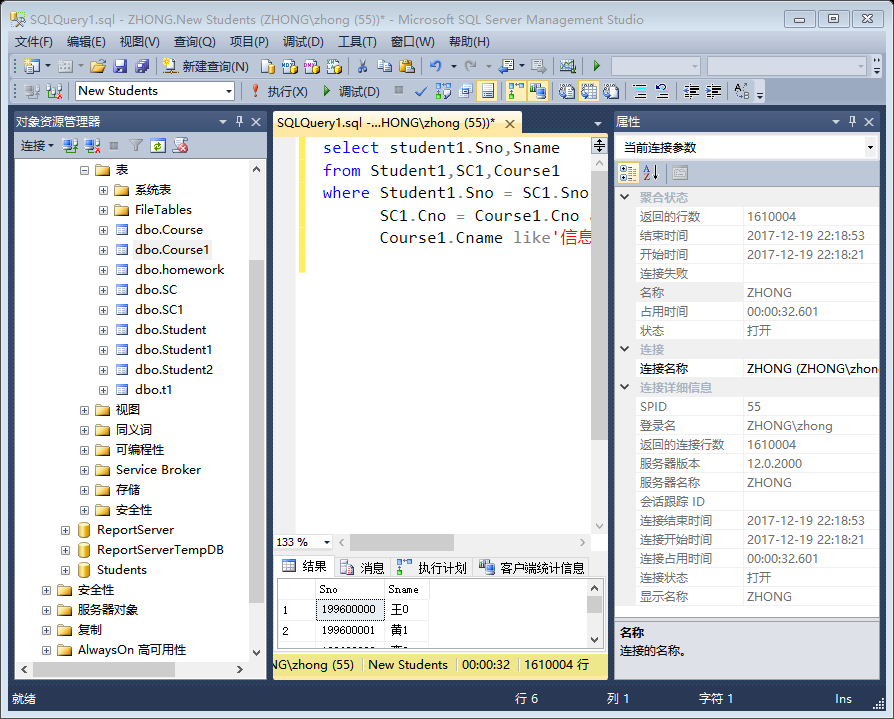 SQLQuery1.sql - ZHONG.New Students (ZHONG\zhong (55))* - Microsoft SQL Server Management Studio
文件(F) 编辑(E) 视图(V) 查询(Q) 项目(P) 调试(D) 工具(T) 窗口(W) 帮助(H)
新建查询(N)
New Students 执行(X) 调试(D)
对象资源管理器
连接
表
系统表
FileTables
dbo.Course
dbo.Course1
dbo.homework
dbo.SC
dbo.SC1
dbo.Student
dbo.Student1
dbo.Student2
dbo.t1
视图
同义词
可编程性
Service Broker
存储
安全性
ReportServer
ReportServerTempDB
Students
安全性
服务器对象
复制
AlwaysOn 高可用性
SQLQuery1.sql -...HONG\zhong (55))*
select student1.Sno,Sname
from Student1,SC1,Course1
where Student1.Sno = SC1.Sno
SC1.Cno = Course1.Cno
Course1.Cname like'信息
133 %
结果 消息 执行计划 客户端统计信息
Sno Sname
1 199600000 王0
2 199600001 黄1
NG\zhong (55) New Students 00:00:32 1610004 行
属性
当前连接参数
聚合状态
返回的行数 1610004
结束时间 2017-12-19 22:18:53
开始时间 2017-12-19 22:18:21
连接失败
名称 ZHONG
占用时间 00:00:32.601
状态 打开
连接
连接名称 ZHONG (ZHONG\zhon
连接详细信息
SPID 55
登录名 ZHONG\zhong
返回的连接行数 1610004
服务器版本 12.0.2000
服务器名称 ZHONG
会话跟踪 ID
连接结束时间 2017-12-19 22:18:53
连接开始时间 2017-12-19 22:18:21
连接占用时间 00:00:32.601
连接状态 打开
显示名称 ZHONG
名称
连接的名称。
就绪 行 6 列 1 字符 1 Ins